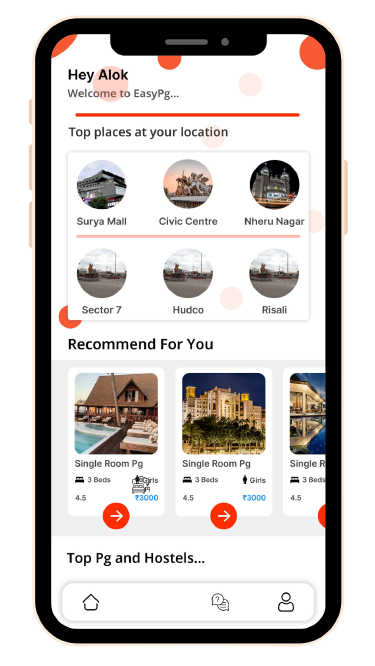 Hey Alok
Welcome to EasyPg...
Top places at your location
Surya Mall Civic Centre Nheru Nagar
Sector 7 Hudco Risali
Recommend For You
Single Room Pg Single Room Pg Single R
3 Beds Girls 3 Beds Girls 3 Beds
4.5 ₹3000 4.5 ₹3000 4.5
Top Pg and Hostels...